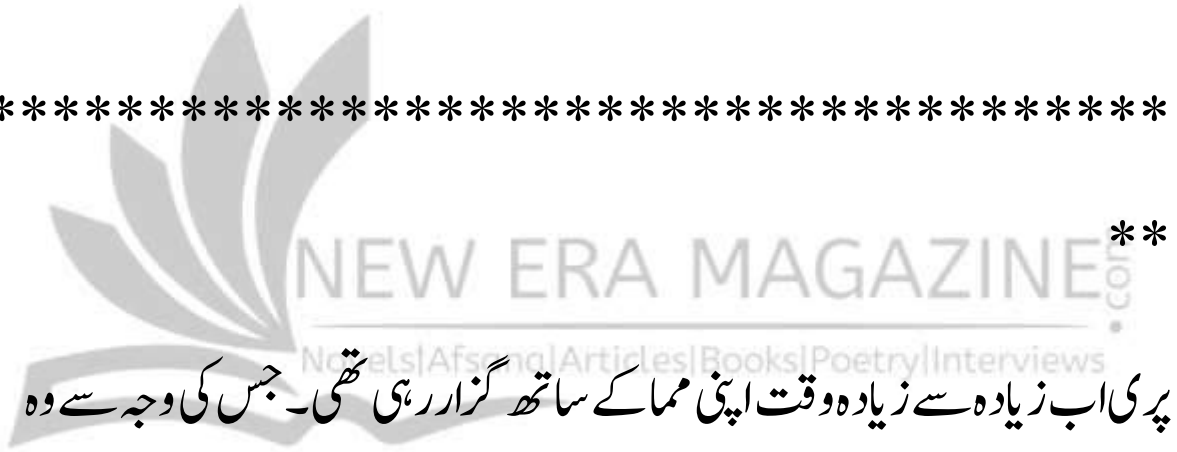 *************************************
**
NEW ERA MAGAZINE.com
Novels|Afsana|Articles|Books|Poetry|Interviews
پری اب زیادہ سے زیادہ وقت اپنی مما کے ساتھ گزار رہی تھی۔ جس کی وجہ سے وہ